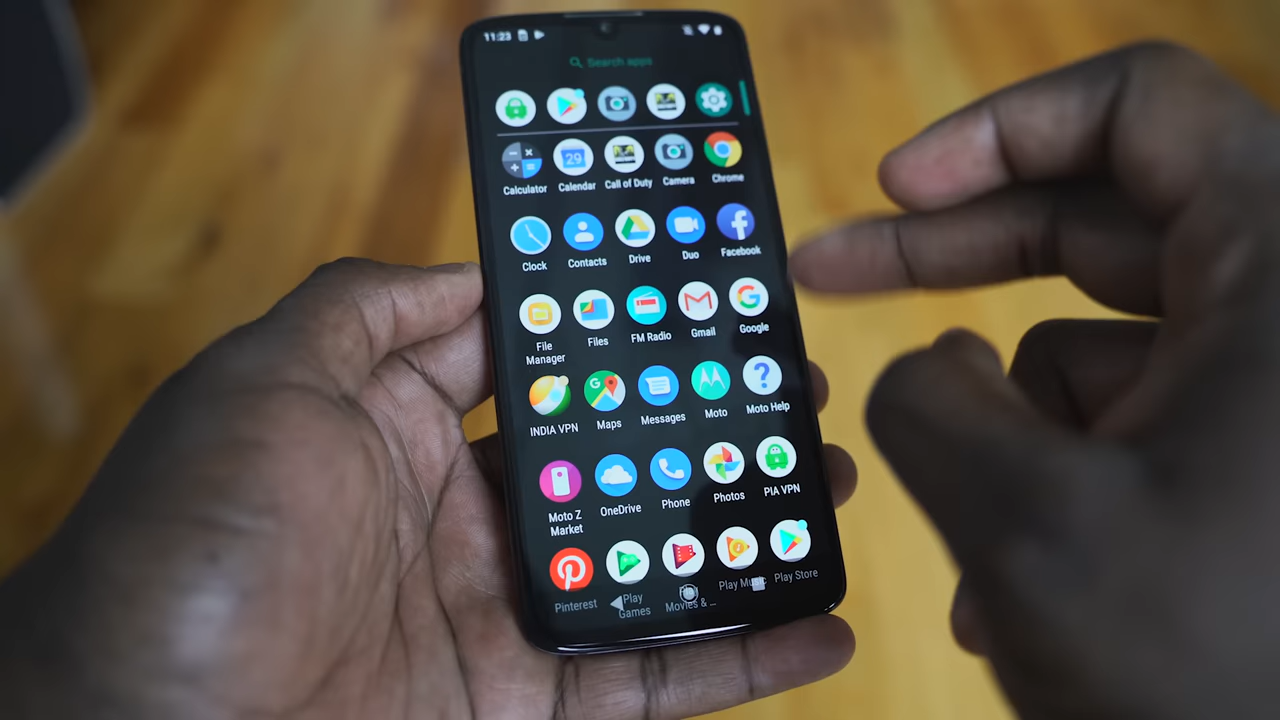 11:23
Search apps
29
Calculator Calendar Call of Duty Camera Chrome
Clock Contacts Drive Duo Facebook
File Manager Files FM Radio Gmail Google
INDIA VPN Maps Messages Moto Moto Help
Moto Z Market OneDrive Phone Photos PIA VPN
Pinterest Play Games Movies & … Play Music Play Store